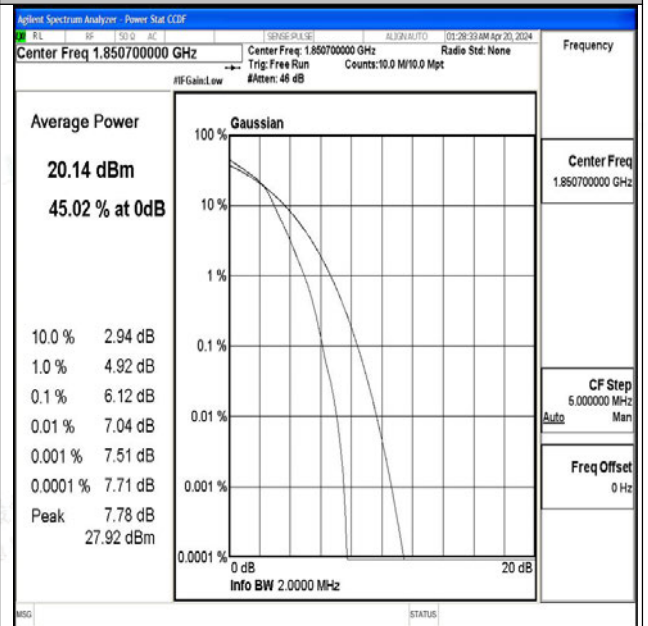 Agilent Spectrum Analyzer - Power Stat CCDF
RL RF 50 Ω AC SENSE:PULSE ALIGNAUTO 01:28:33 AM Apr 20, 2024
Center Freq 1.850700000 GHz
Center Freq: 1.850700000 GHz Radio Std: None
Trig: Free Run Counts:10.0 M/10.0 Mpt
#IFGain:Low #Atten: 46 dB
Frequency
Average Power
20.14 dBm
45.02 % at 0dB
10.0 % 2.94 dB
1.0 % 4.92 dB
0.1 % 6.12 dB
0.01 % 7.04 dB
0.001 % 7.51 dB
0.0001 % 7.71 dB
Peak 7.78 dB
27.92 dBm
Gaussian
100 %
10 %
1 %
0.1 %
0.01 %
0.001 %
0.0001 %
0 dB 20 dB
Info BW 2.0000 MHz
Center Freq
1.850700000 GHz
CF Step
5.000000 MHz
Auto Man
Freq Offset
0 Hz
MSG STATUS